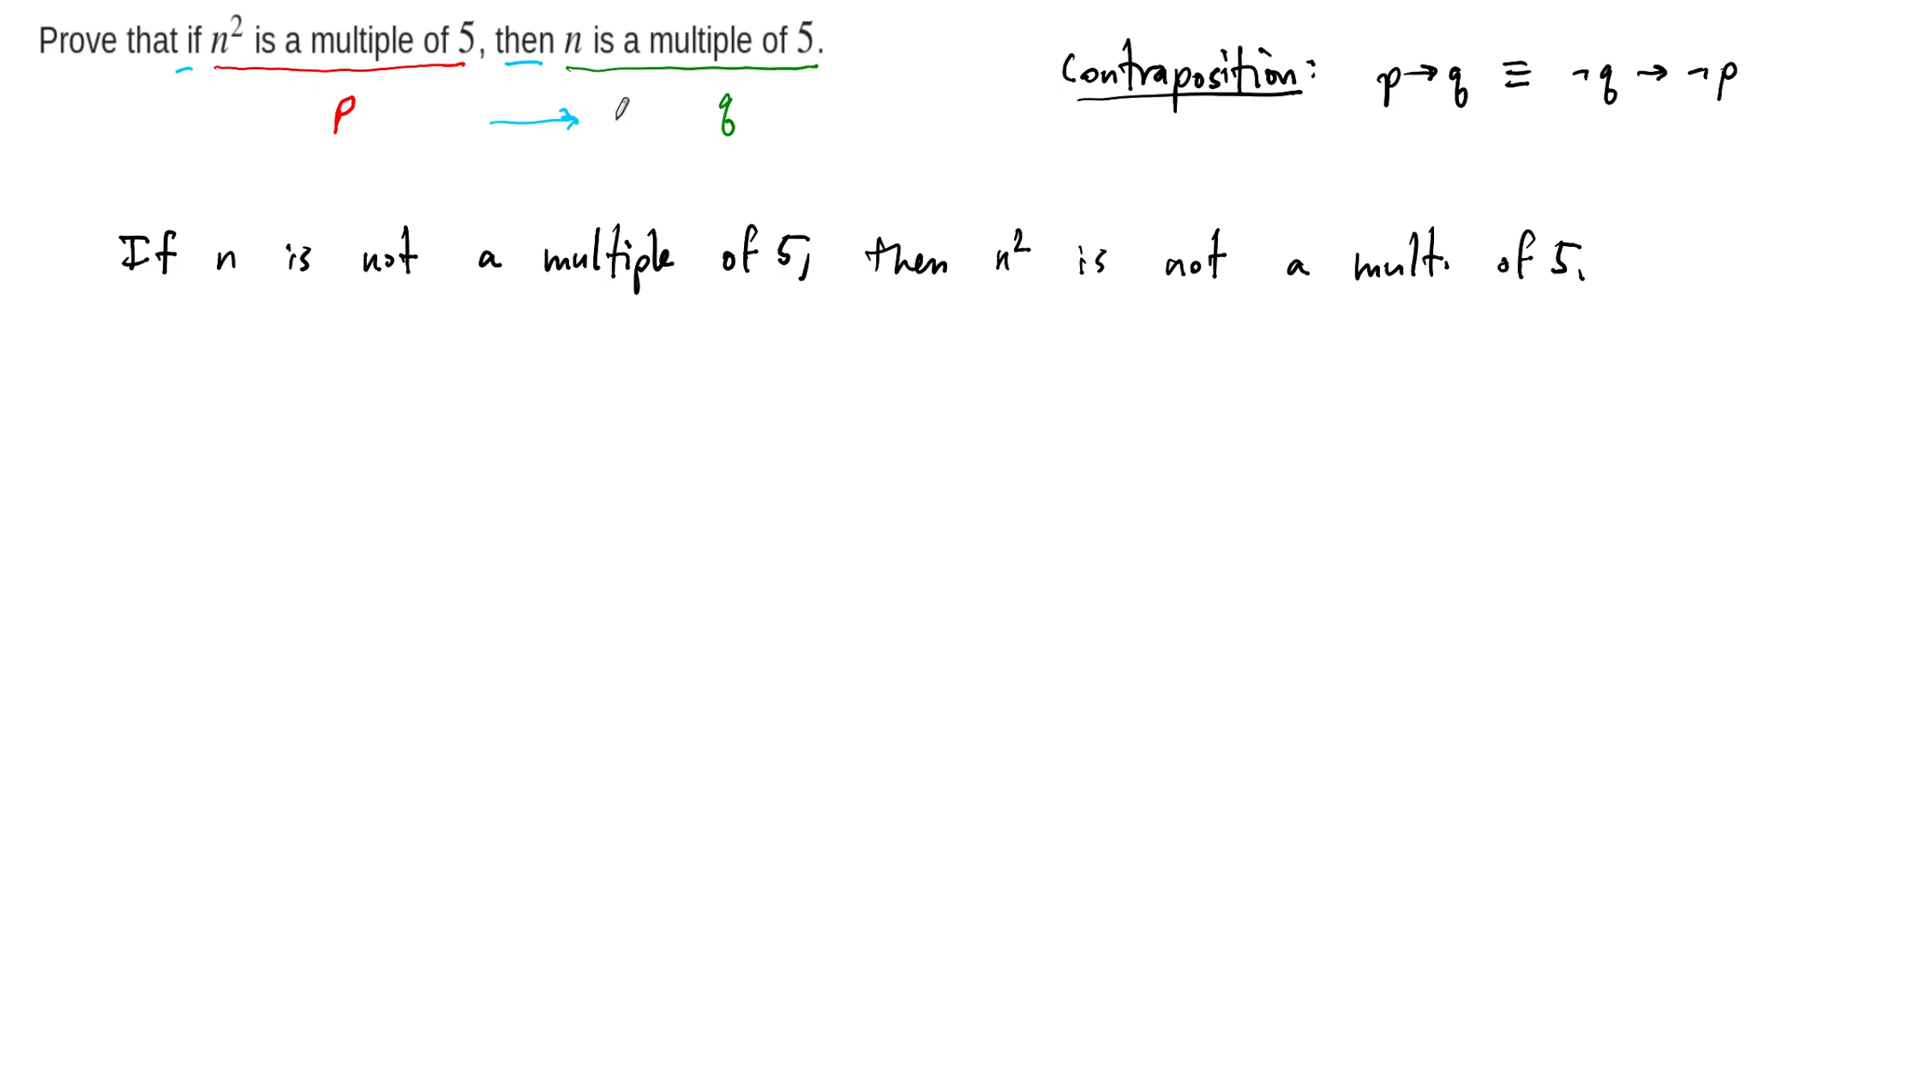 Prove that if n² is a multiple of 5, then n is a multiple of 5.
Contraposition: p→q ≡ ¬q → ¬p
p → q
If n is not a multiple of 5, then n² is not a mult. of 5.